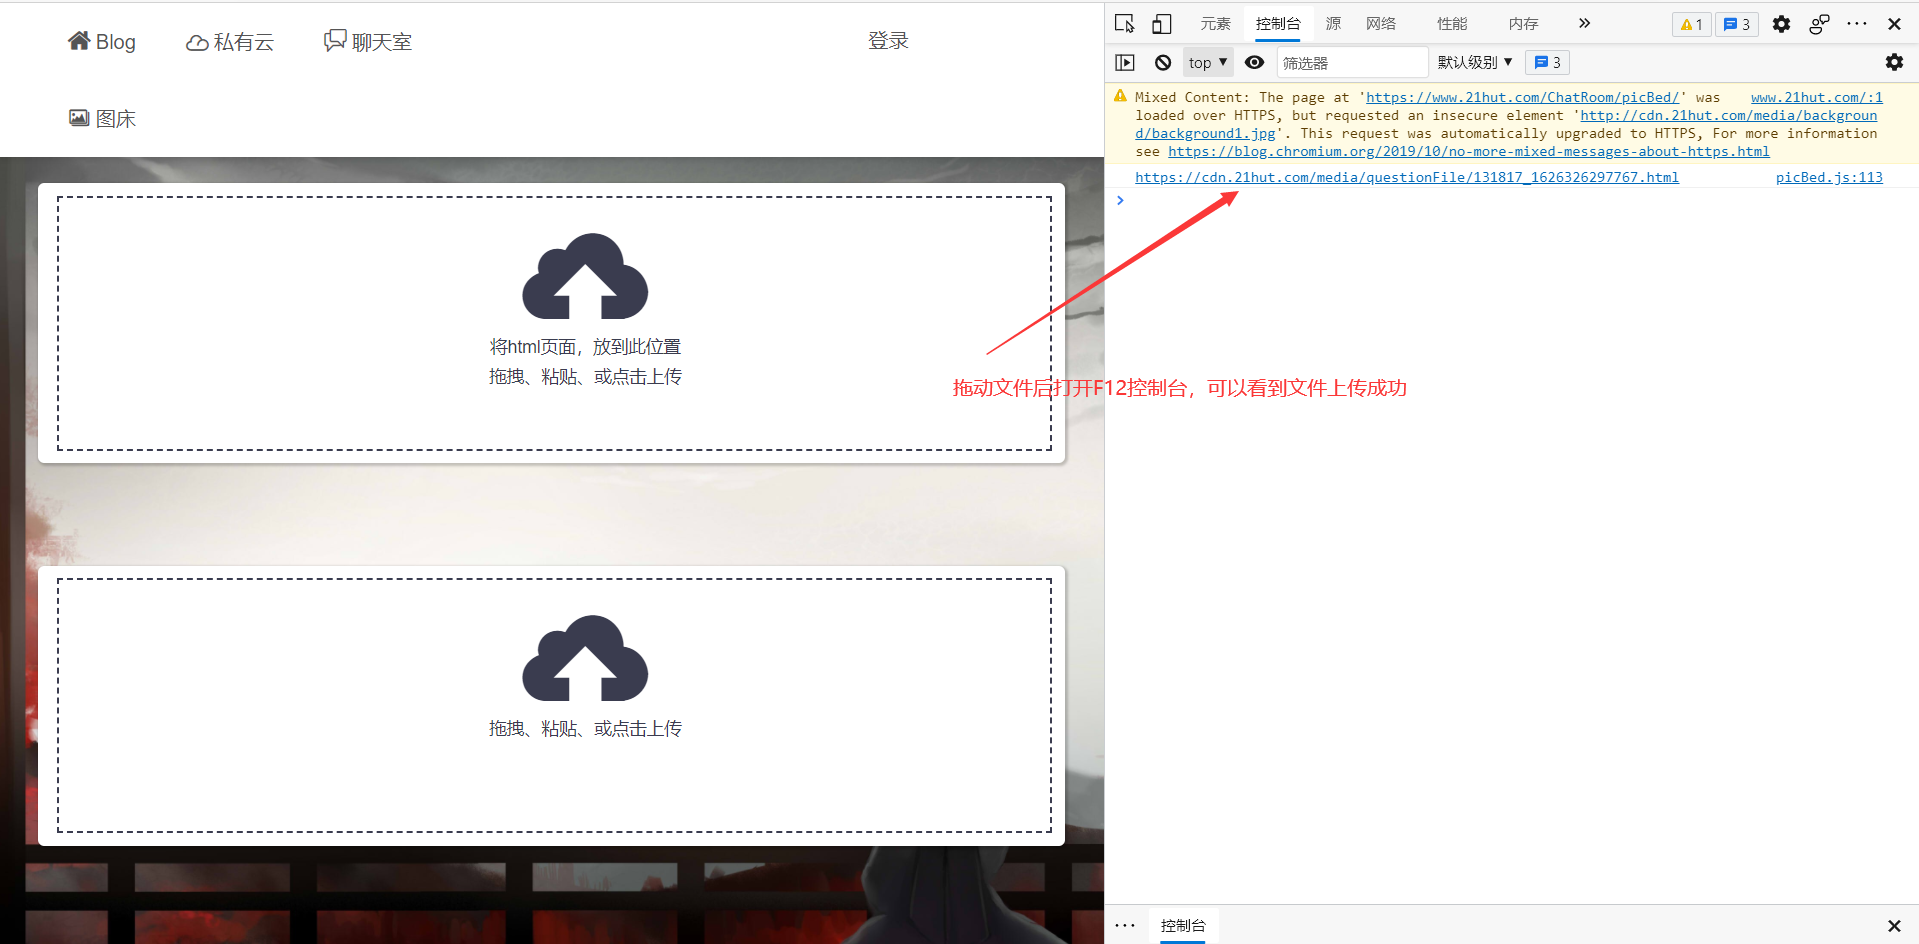 Blog
私有云
聊天室
登录
图床
将html页面，放到此位置
拖拽、粘贴、或点击上传
拖拽、粘贴、或点击上传
元素
控制台
源
网络
性能
内存
1
3
top ▼
筛选器
默认级别 ▼
3
Mixed Content: The page at 'https://www.21hut.com/ChatRoom/picBed/' was
www.21hut.com/:1
loaded over HTTPS, but requested an insecure element 'http://cdn.21hut.com/media/backgroun
d/background1.jpg'. This request was automatically upgraded to HTTPS, For more information
see https://blog.chromium.org/2019/10/no-more-mixed-messages-about-https.html
https://cdn.21hut.com/media/questionFile/131817_1626326297767.html
picBed.js:113
拖动文件后打开F12控制台，可以看到文件上传成功
控制台